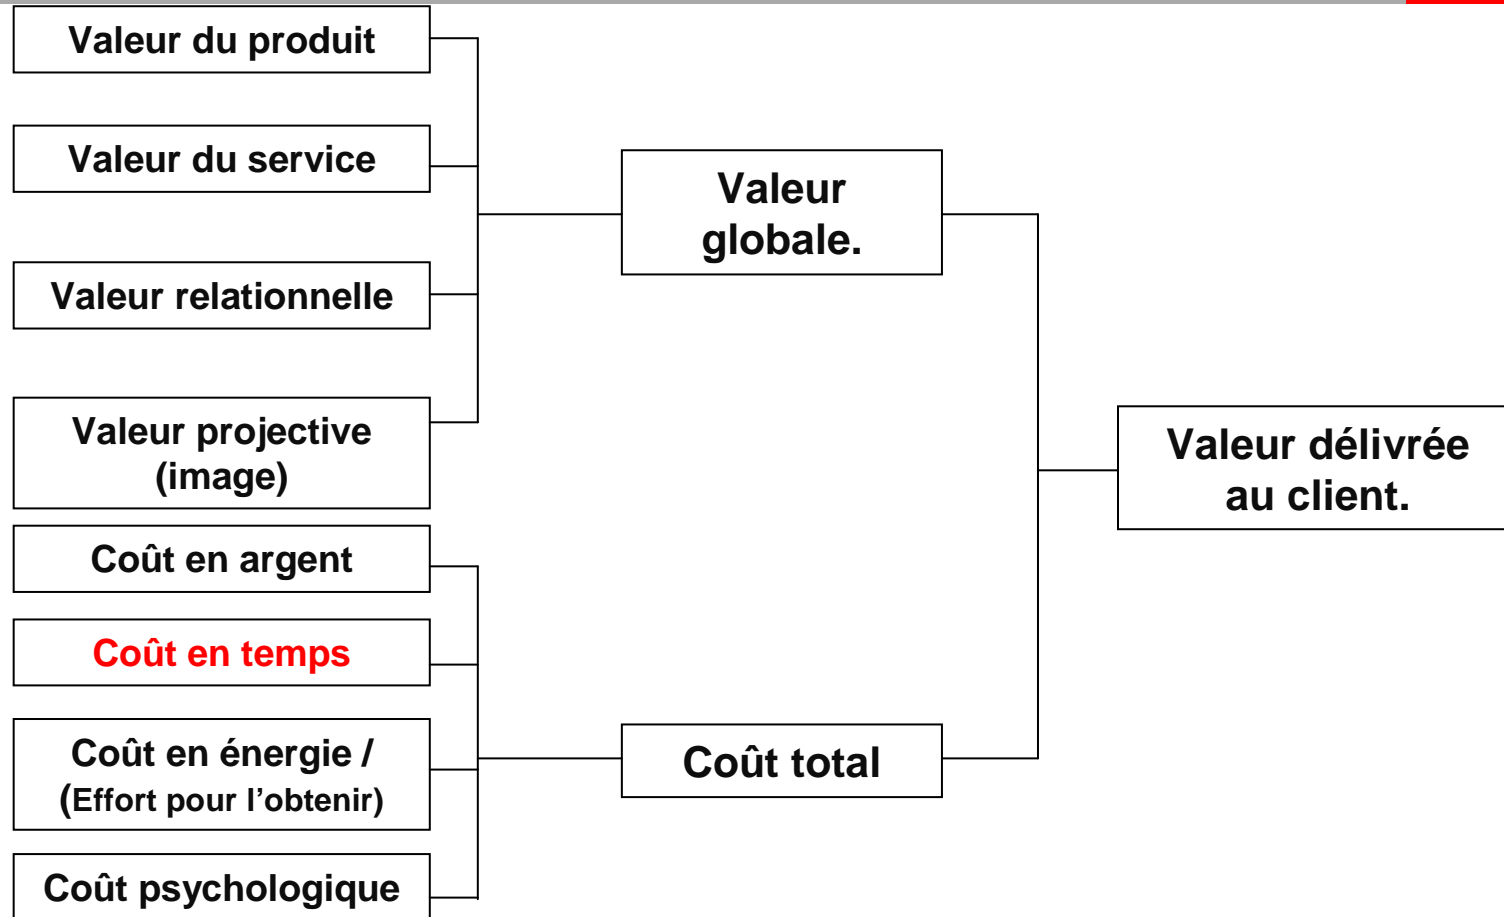 Valeur du produit
Valeur du service
Valeur relationnelle
Valeur projective
(image)
Coût en argent
Coût en temps
Coût en énergie /
(Effort pour l’obtenir)
Coût psychologique
Valeur
globale.
Coût total
Valeur délivrée
au client.